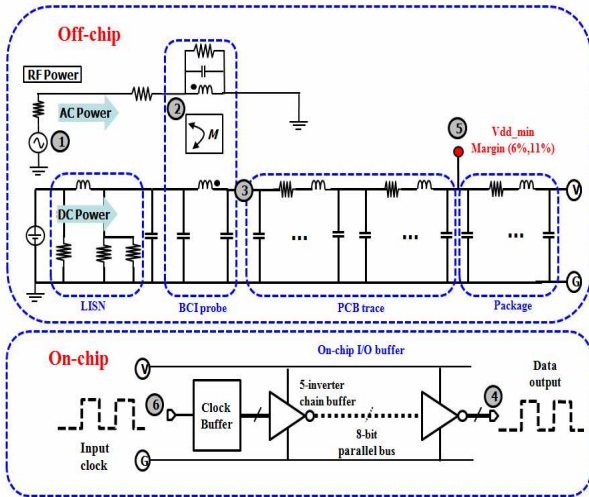 Off-chip
RF Power
AC Power
1
2
M
5
Vdd_min
Margin (6%,11%)
3
V
DC Power
...
...
...
G
LISN
BCI probe
PCB trace
Package
On-chip
On-chip I/O buffer
V
Data
output
5-inverter
chain buffer
6
4
Clock
Buffer
Input
clock
8-bit
parallel bus
G